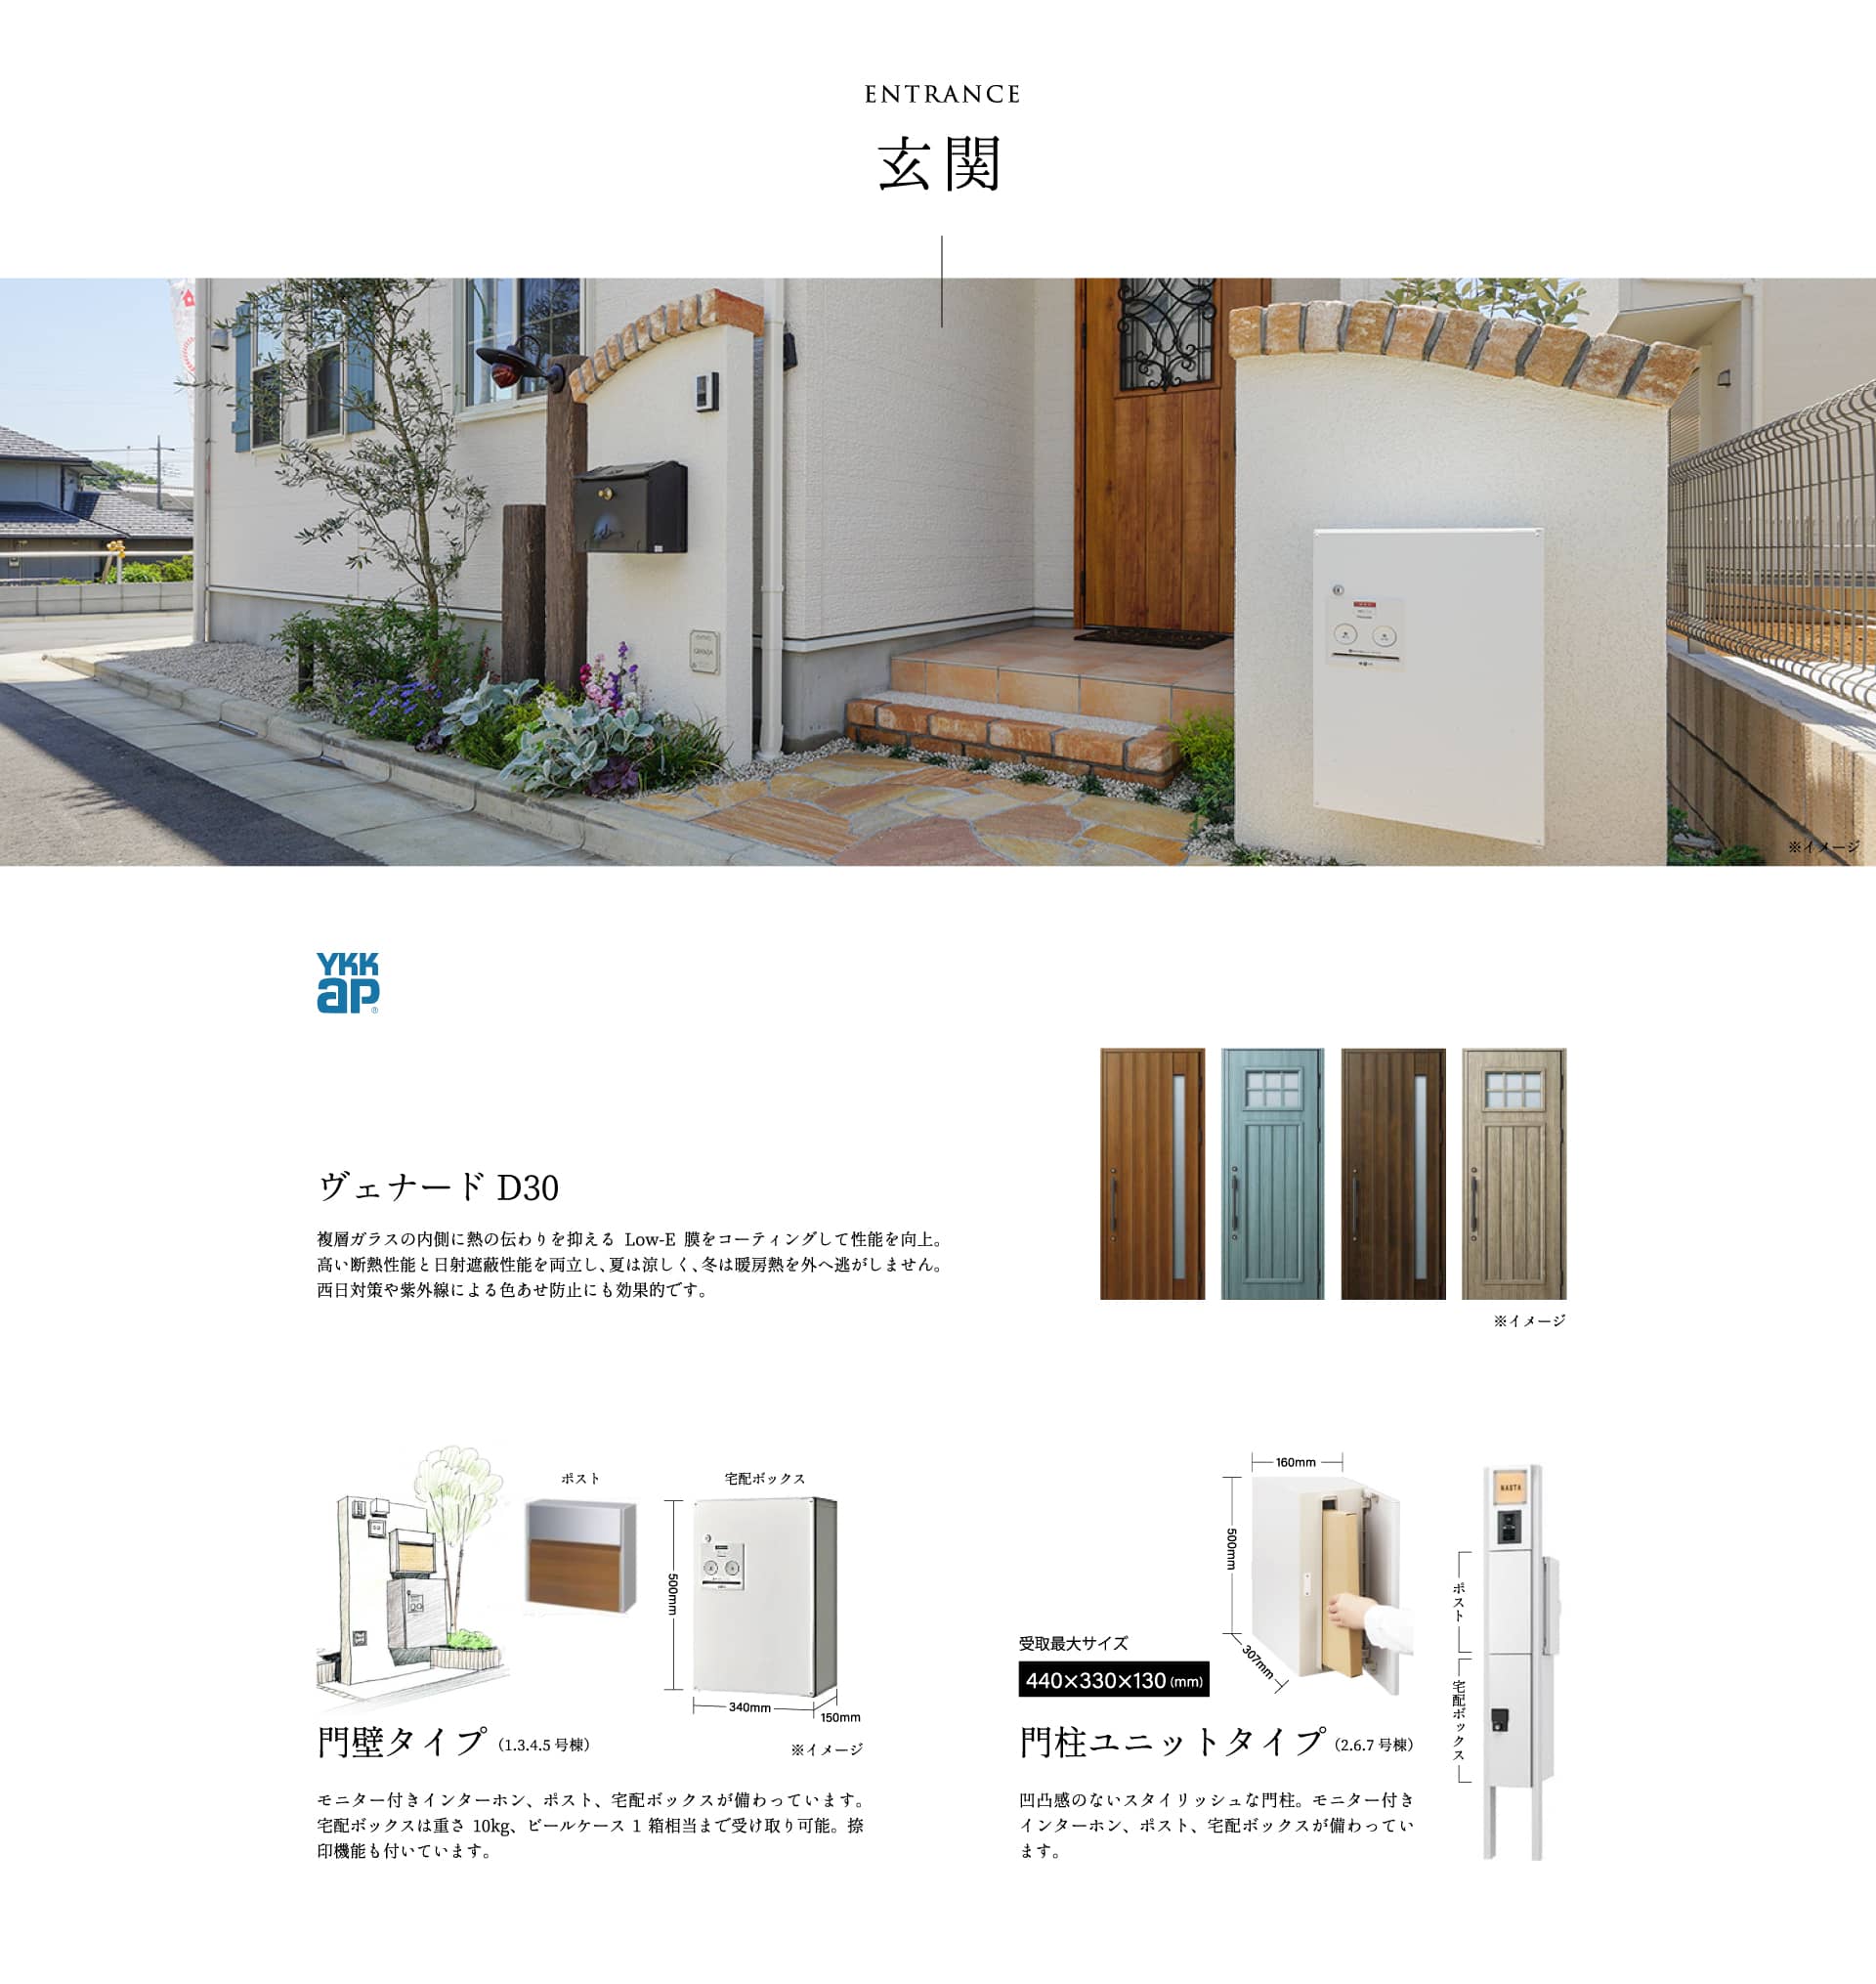 ENTRANCE
玄関
※イメージ
YKK
ap®
ヴェナード D30
複層ガラスの内側に熱の伝わりを抑える Low-E 膜をコーティングして性能を向上。
高い断熱性能と日射遮蔽性能を両立し、夏は涼しく、冬は暖房熱を外へ逃がしません。
西日対策や紫外線による色あせ防止にも効果的です。
※イメージ
ポスト
宅配ボックス
500mm
340mm
150mm
門壁タイプ（1.3.4.5 号棟）
※イメージ
モニター付きインターホン、ポスト、宅配ボックスが備わっています。
宅配ボックスは重さ 10kg、ビールケース 1 箱相当まで受け取り可能。捺
印機能も付いています。
160mm
500mm
307mm
受取最大サイズ
440×330×130(mm)
NASTA
ポスト
宅配ボックス
門柱ユニットタイプ（2.6.7 号棟）
凹凸感のないスタイリッシュな門柱。モニター付き
インターホン、ポスト、宅配ボックスが備わってい
ます。